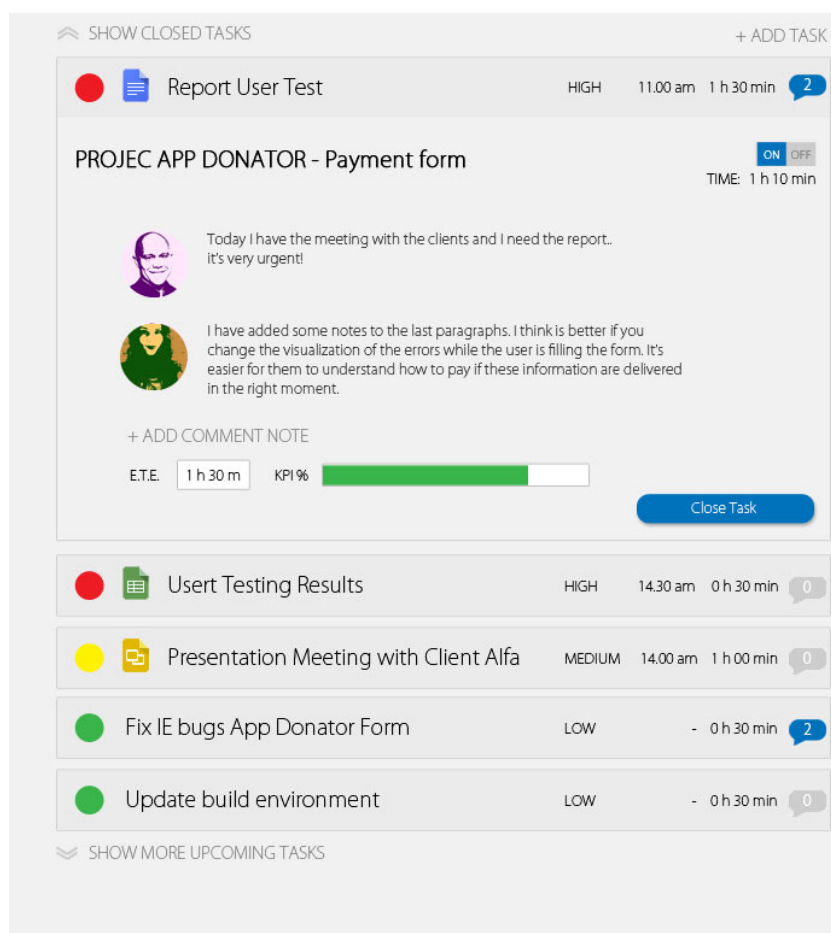 SHOW CLOSED TASKS + ADD TASK
Report User Test HIGH 11.00 am 1 h 30 min 2
PROJEC APP DONATOR - Payment form ON OFF
TIME: 1 h 10 min
Today I have the meeting with the clients and I need the report..
it's very urgent!
I have added some notes to the last paragraphs. I think is better if you
change the visualization of the errors while the user is filling the form. It's
easier for them to understand how to pay if these information are delivered
in the right moment.
+ ADD COMMENT NOTE
E.T.E. 1 h 30 m KPI %
Close Task
Usert Testing Results HIGH 14.30 am 0 h 30 min 0
Presentation Meeting with Client Alfa MEDIUM 14.00 am 1 h 00 min 0
Fix IE bugs App Donator Form LOW - 0 h 30 min 2
Update build environment LOW - 0 h 30 min 0
SHOW MORE UPCOMING TASKS